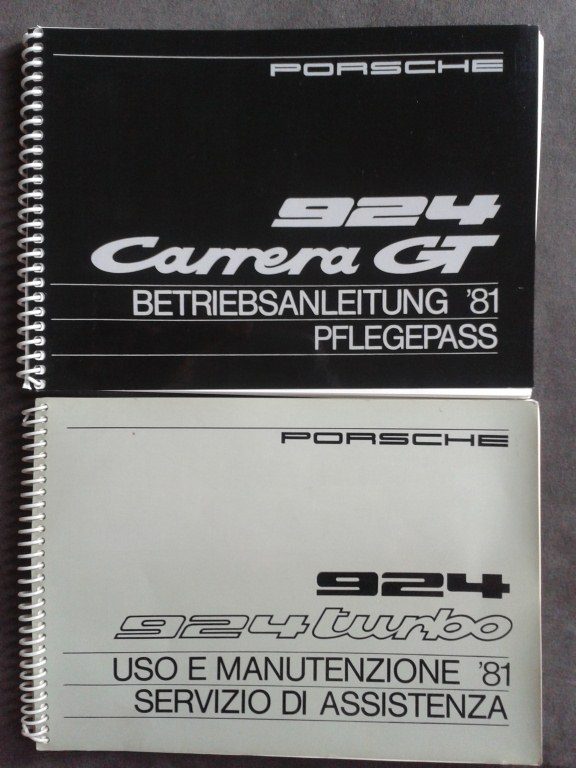 PORSCHE
924
Carrera GT
BETRIEBSANLEITUNG '81
PFLEGEPASS
PORSCHE
924
924 turbo
USO E MANUTENZIONE '81
SERVIZIO DI ASSISTENZA